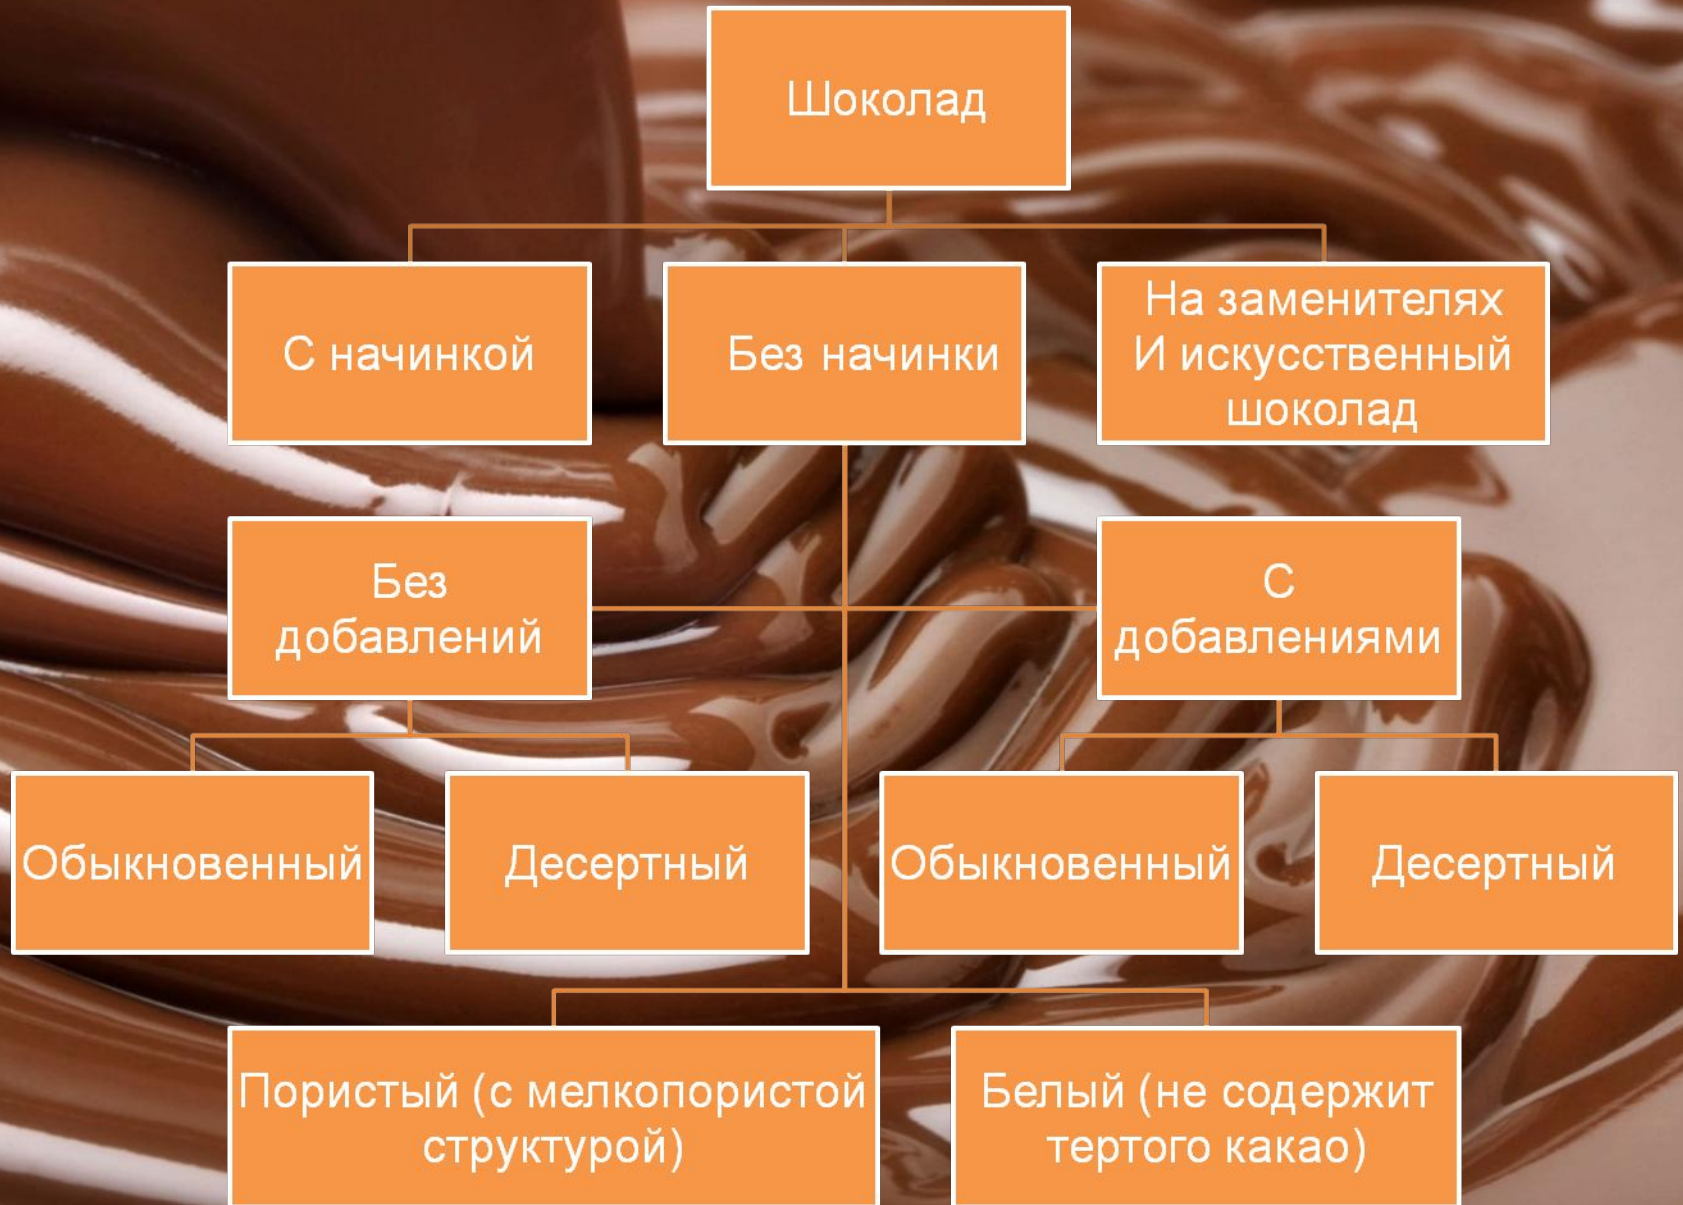 Шоколад
С начинкой
Без начинки
На заменителях
И искусственный
шоколад
Без
добавлений
С
добавлениями
Обыкновенный
Десертный
Обыкновенный
Десертный
Пористый (с мелкопористой
структурой)
Белый (не содержит
тертого какао)